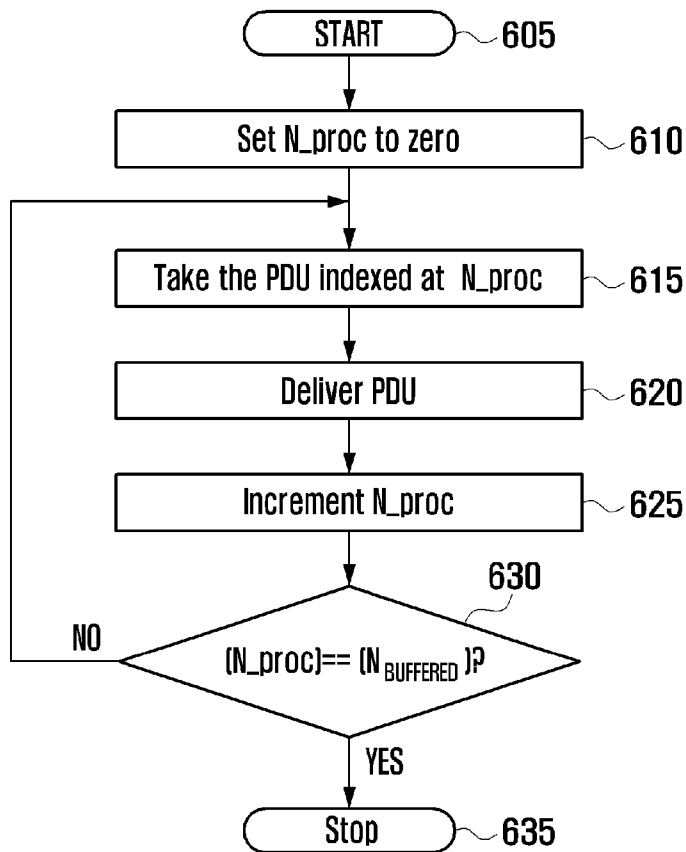 START 605
Set N_proc to zero 610
Take the PDU indexed at N_proc 615
Deliver PDU 620
Increment N_proc 625
630
NO
(N_proc)== (N_BUFFERED)?
YES
Stop 635